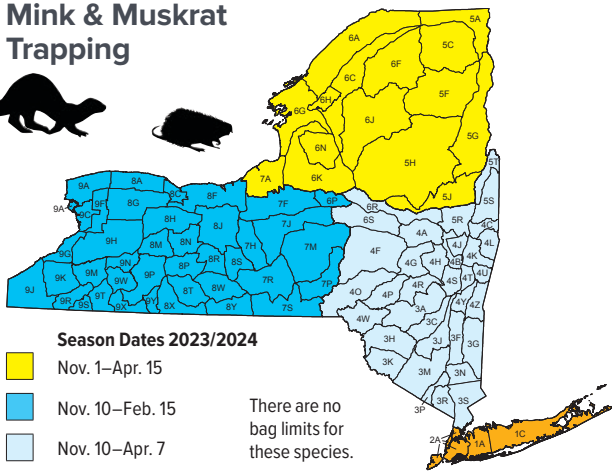 Mink & Muskrat
Trapping
5A
6A
5C
6C
6F
5F
6H
6G
6J
5G
6N
5H
6K
7A
5J
5T
5S
9A
8A
8C
8F
7F
6P
6R
6S
5R
4C
9A
9F
9C
8G
8H
8J
7J
4A
4L
9H
8M
8N
7H
7M
4F
4J
4K
9G
9N
8R
8S
4G
4H
4B
9K
9M
9W
9P
8P
7R
7P
4R
4S
4T
4U
9J
9R
9S
9T
9X
9Y
8X
8T
8W
8Y
7S
4O
4P
3A
4Y
4Z
4W
3C
3H
3J
3F
3G
3K
3M
3N
3P
3R
3S
2A
1A
1C
Season Dates 2023/2024
Nov. 1–Apr. 15
Nov. 10–Feb. 15
Nov. 10–Apr. 7
There are no
bag limits for
these species.